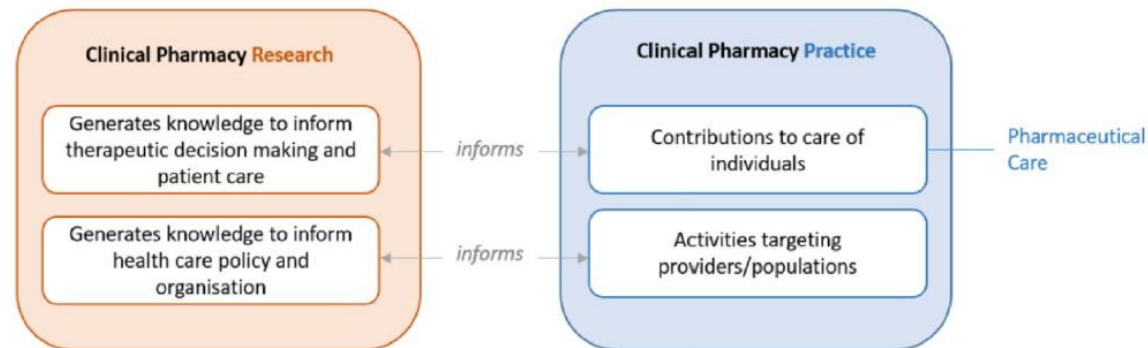 Clinical Pharmacy Research
Generates knowledge to inform
therapeutic decision making and
patient care
Generates knowledge to inform
health care policy and
organisation
informs
informs
Clinical Pharmacy Practice
Contributions to care of
individuals
Activities targeting
providers/populations
Pharmaceutical
Care